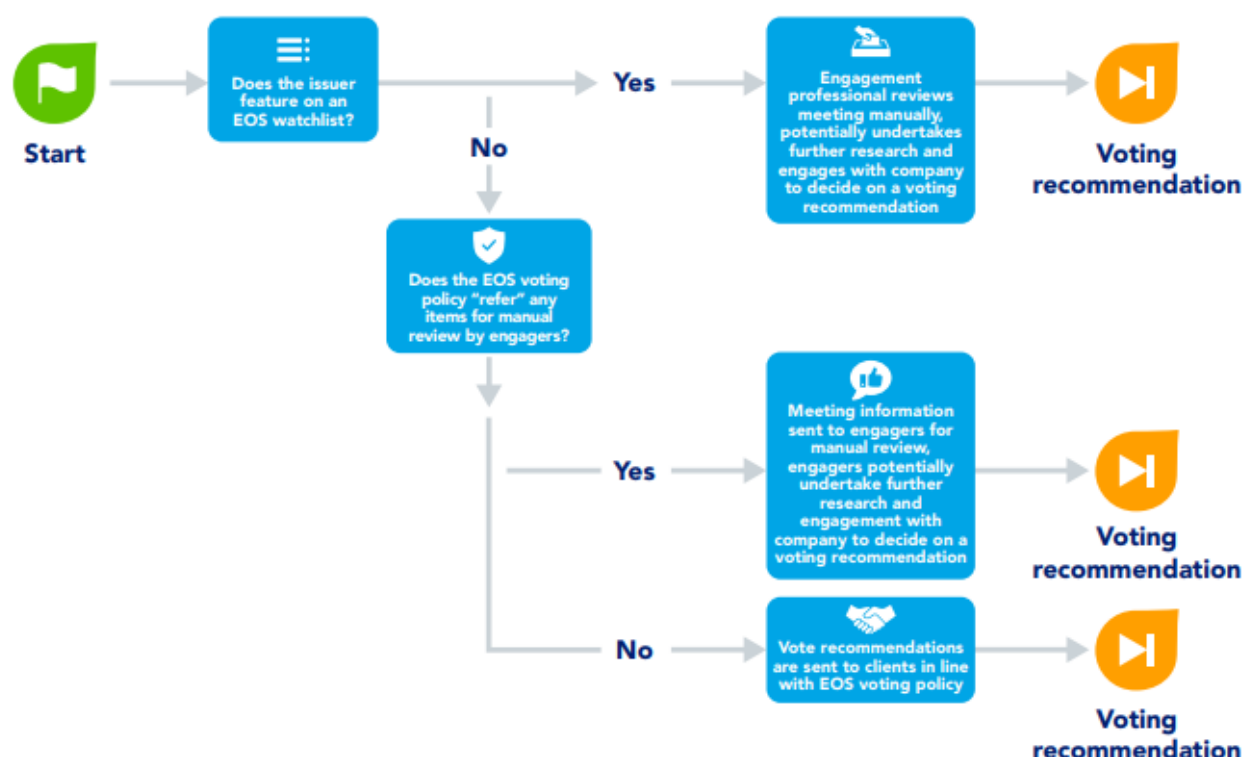 Start
Does the issuer
feature on an
EOS watchlist?
Yes
Engagement
professional reviews
meeting manually,
potentially undertakes
further research and
engages with company
to decide on a voting
recommendation
Voting
recommendation
No
Does the EOS voting
policy “refer” any
items for manual
review by engagers?
Yes
Meeting information
sent to engagers for
manual review,
engagers potentially
undertake further
research and
engagement with
company to decide on a
voting recommendation
Voting
recommendation
No
Vote recommendations
are sent to clients in line
with EOS voting policy
Voting
recommendation